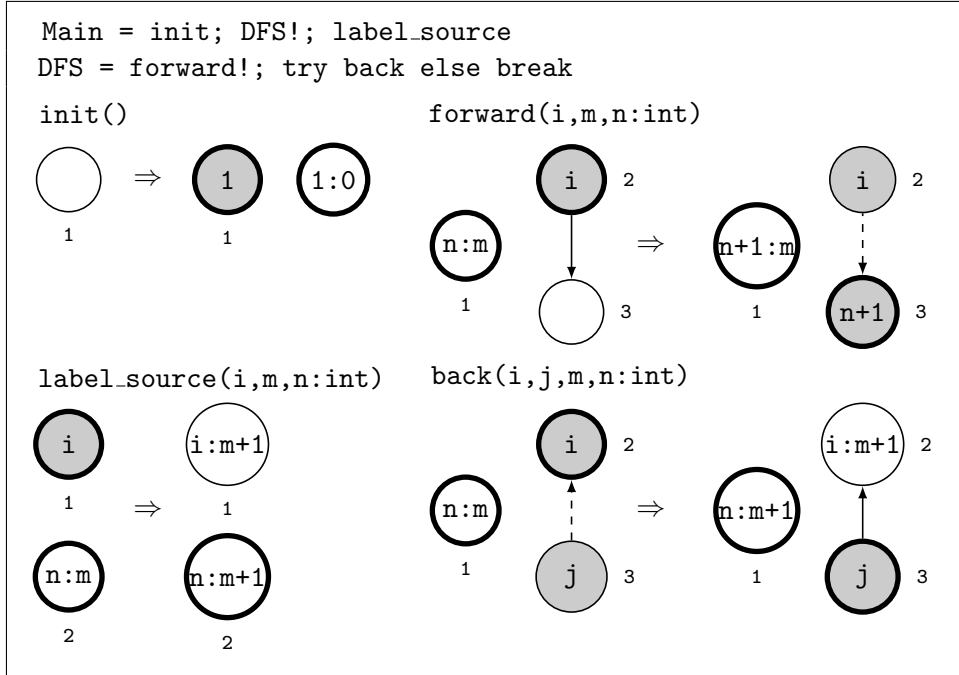 Main = init; DFS!; label_source
DFS = forward!; try back else break
init()
forward(i,m,n:int)
1
1:0
i
2
i
2
⇒
n:m
⇒
n+1:m
1
1
1
3
1
n+1
3
label_source(i,m,n:int)
back(i,j,m,n:int)
i
i:m+1
i
2
i:m+1
2
1
⇒
1
n:m
⇒
n:m+1
1
1
n:m
n:m+1
j
3
j
3
2
2